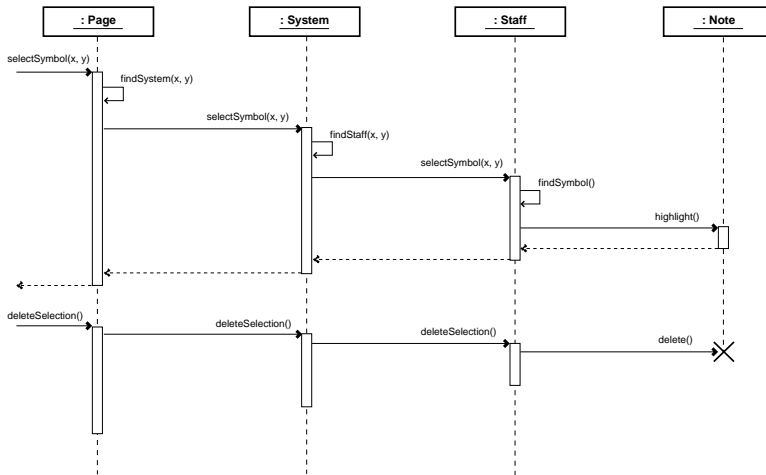 : Page
: System
: Staff
: Note
selectSymbol(x, y)
findSystem(x, y)
selectSymbol(x, y)
findStaff(x, y)
selectSymbol(x, y)
findSymbol()
highlight()
deleteSelection()
deleteSelection()
deleteSelection()
delete()